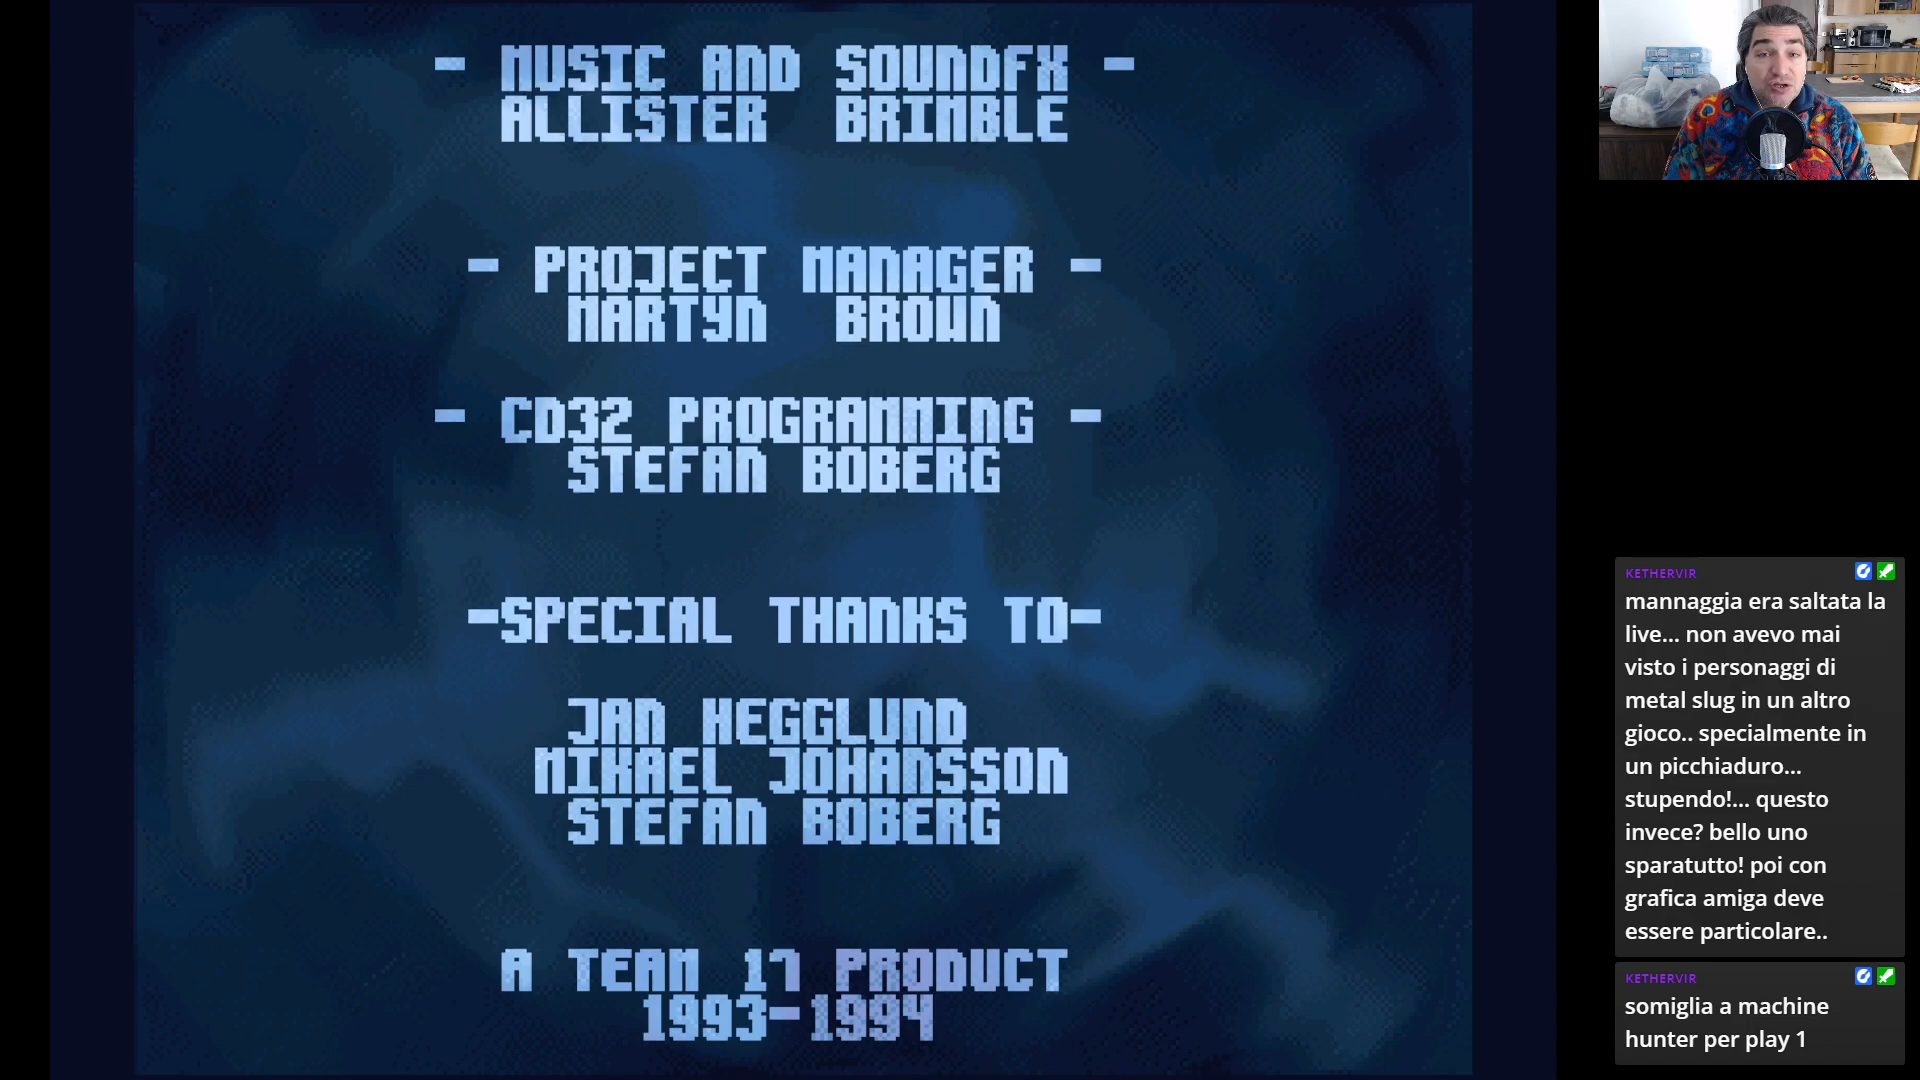 - MUSIC AND SOUNDFX -
ALLISTER BRIMBLE
- PROJECT MANAGER -
MARTYN BROWN
- CD32 PROGRAMMING -
STEFAN BOBERG
-SPECIAL THANKS TO-
JAN HEGGLUND
MIKAEL JOHANSSON
STEFAN BOBERG
A TEAM 17 PRODUCT
1993-1994
KETHERVIR
mannaggia era saltata la
live... non avevo mai
visto i personaggi di
metal slug in un altro
gioco.. specialmente in
un picchiaduro...
stupendo!... questo
invece? bello uno
sparatutto! poi con
grafica amiga deve
essere particolare..
KETHERVIR
somiglia a machine
hunter per play 1